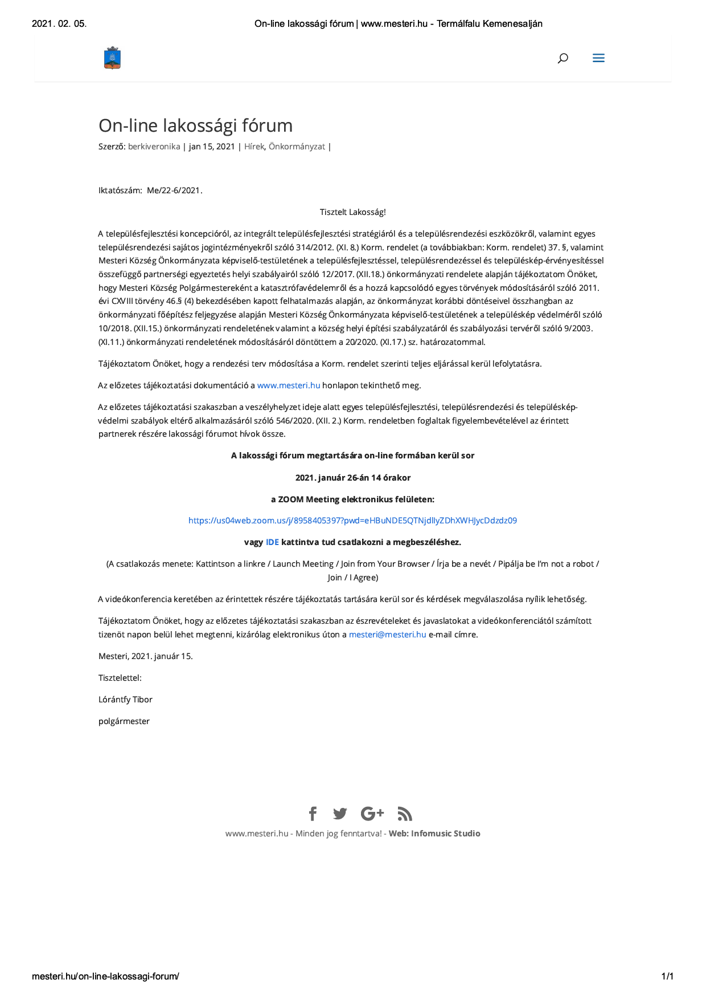 2021. 02. 05.
On-line lakossági fórum | www.mesteri.hu - Termálfalu Kemenesalján
On-line lakossági fórum
Szerző: berkiveronika | jan 15, 2021 | Hírek, Önkormányzat |
Iktatószám:  Me/22-6/2021.
Tisztelt Lakosság!
A településfejlesztési koncepcióról, az integrált településfejlesztési stratégiáról és a településrendezési eszközökről, valamint egyes
településrendezési sajátos jogintézményekről szóló 314/2012. (XI. 8.) Korm. rendelet (a továbbiakban: Korm. rendelet) 37. §, valamint
Mesteri Község Önkormányzata képviselő-testületének a településfejlesztéssel, településrendezéssel és településkép-érvényesítéssel
összefüggő partnerségi egyeztetés helyi szabályairól szóló 12/2017. (XII.18.) önkormányzati rendelete alapján tájékoztatom Önöket,
hogy Mesteri Község Polgármestereként a katasztrófavédelemről és a hozzá kapcsolódó egyes törvények módosításáról szóló 2011.
évi CXVIII törvény 46.§ (4) bekezdésében kapott felhatalmazás alapján, az önkormányzat korábbi döntéseivel összhangban az
önkormányzati főépítész feljegyzése alapján Mesteri Község Önkormányzata képviselő-testületének a településkép védelméről szóló
10/2018. (XII.15.) önkormányzati rendeletének valamint a község helyi építési szabályzatáról és szabályozási tervéről szóló 9/2003.
(XI.11.) önkormányzati rendeletének módosításáról döntöttem a 20/2020. (XI.17.) sz. határozatommal.
Tájékoztatom Önöket, hogy a rendezési terv módosítása a Korm. rendelet szerinti teljes eljárással kerül lefolytatásra.
Az előzetes tájékoztatási dokumentáció a www.mesteri.hu honlapon tekinthető meg.
Az előzetes tájékoztatási szakaszban a veszélyhelyzet ideje alatt egyes településfejlesztési, településrendezési és településkép-
védelmi szabályok eltérő alkalmazásáról szóló 546/2020. (XII. 2.) Korm. rendeletben foglaltak figyelembevételével az érintett
partnerek részére lakossági fórumot hívok össze.
A lakossági fórum megtartására on-line formában kerül sor
2021. január 26-án 14 órakor
a ZOOM Meeting elektronikus felületen:
https://us04web.zoom.us/j/8958405397?pwd=eHBuNDE5QTNjdlIyZDhXWHJycDdzdz09
vagy IDE kattintva tud csatlakozni a megbeszéléshez.
(A csatlakozás menete: Kattintson a linkre / Launch Meeting / Join from Your Browser / Írja be a nevét / Pipálja be I’m not a robot /
Join / I Agree)
A videókonferencia keretében az érintettek részére tájékoztatás tartására kerül sor és kérdések megválaszolása nyílik lehetőség.
Tájékoztatom Önöket, hogy az előzetes tájékoztatási szakaszban az észrevételeket és javaslatokat a videókonferenciától számított
tizenöt napon belül lehet megtenni, kizárólag elektronikus úton a mesteri@mesteri.hu e-mail címre.
Mesteri, 2021. január 15.
Tisztelettel:
Lórántfy Tibor
polgármester
www.mesteri.hu - Minden jog fenntartva! - Web: Infomusic Studio
mesteri.hu/on-line-lakossagi-forum/
1/1